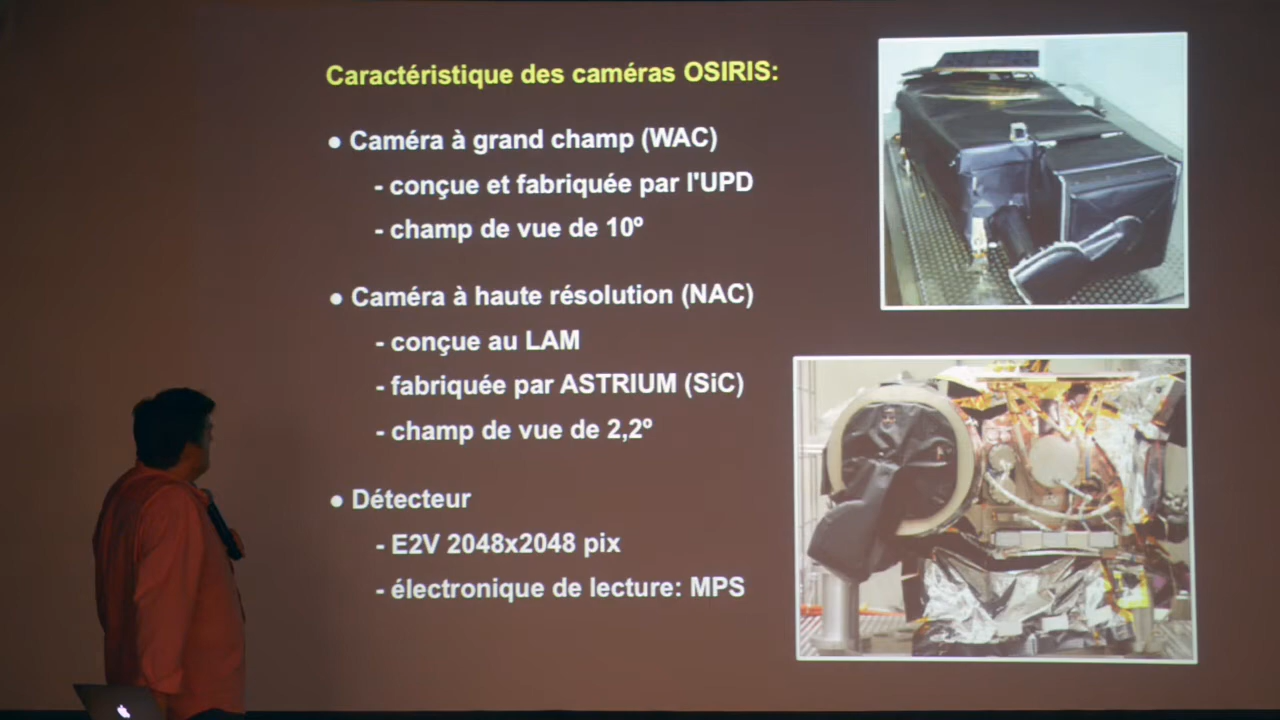 Caractéristique des caméras OSIRIS:
● Caméra à grand champ (WAC)
- conçue et fabriquée par l'UPD
- champ de vue de 10º
● Caméra à haute résolution (NAC)
- conçue au LAM
- fabriquée par ASTRIUM (SiC)
- champ de vue de 2,2º
● Détecteur
- E2V 2048x2048 pix
- électronique de lecture: MPS